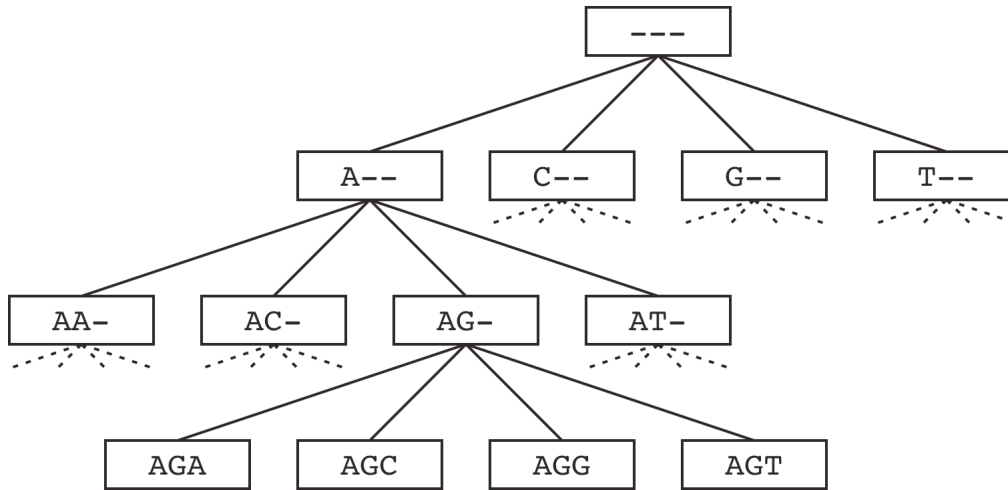 ---
A-- C-- G-- T--
AA- AC- AG- AT-
AGA AGC AGG AGT